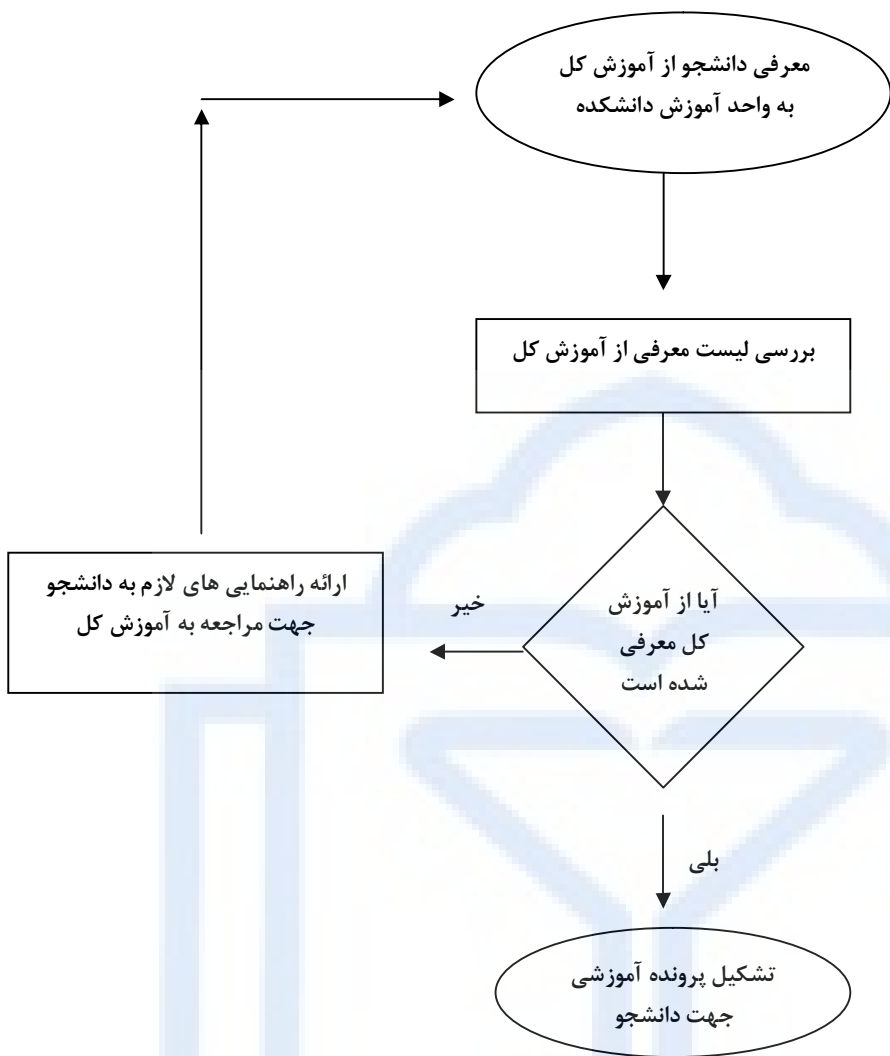 معرفی دانشجو از آموزش کل
به واحد آموزش دانشکده
بررسی لیست معرفی از آموزش کل
آیا از آموزش
کل معرفی
شده است
خیر
ارائه راهنمایی های لازم به دانشجو
جهت مراجعه به آموزش کل
بلی
تشکیل پرونده آموزشی
جهت دانشجو